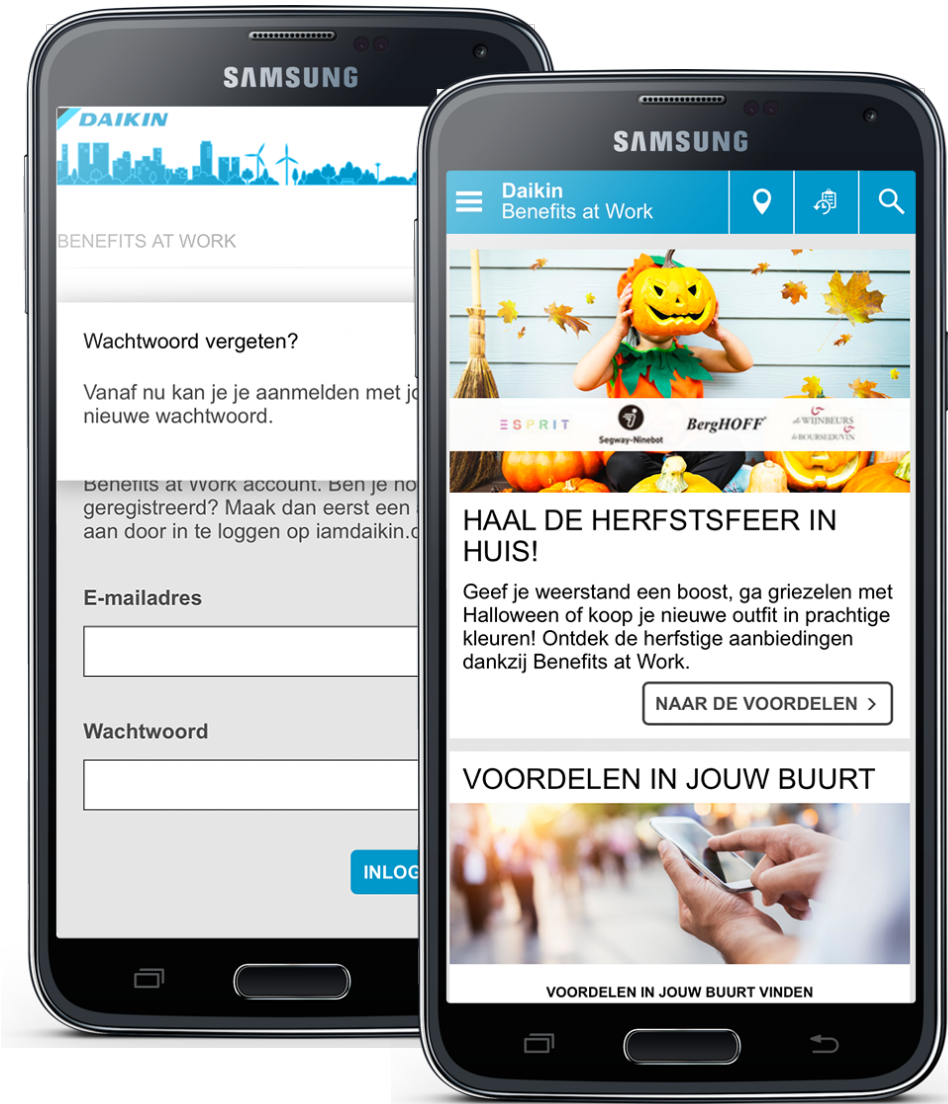 SAMSUNG
DAIKIN
BENEFITS AT WORK
Wachtwoord vergeten?
Vanaf nu kan je je aanmelden met
nieuwe wachtwoord.
Benefits at Work account. Ben je
geregistreerd? Maak dan eerst een
aan door in te loggen op
E-mailadres
Wachtwoord
SAMSUNG
Daikin
Benefits at Work
ESPRIT
Segway-Ninebot
BergHOFF
de WIJNBEURS
la BOURSEDUVIN
HAAL DE HERFSTSFEER IN
HUIS!
Geef je weerstand een boost, ga griezelen met
Halloween of koop je nieuwe outfit in prachtige
kleuren! Ontdek de herfstige aanbiedingen
dankzij Benefits at Work.
NAAR DE VOORDELEN >
VOORDELEN IN JOUW BUURT
VOORDELEN IN JOUW BUURT VINDEN